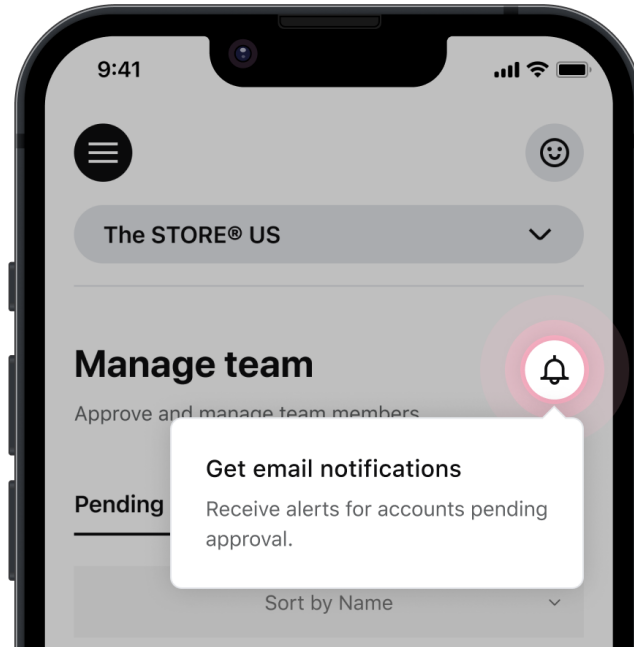 9:41
The STORE® US
Manage team
Approve and manage team members
Get email notifications
Receive alerts for accounts pending
approval.
Pending
Sort by Name